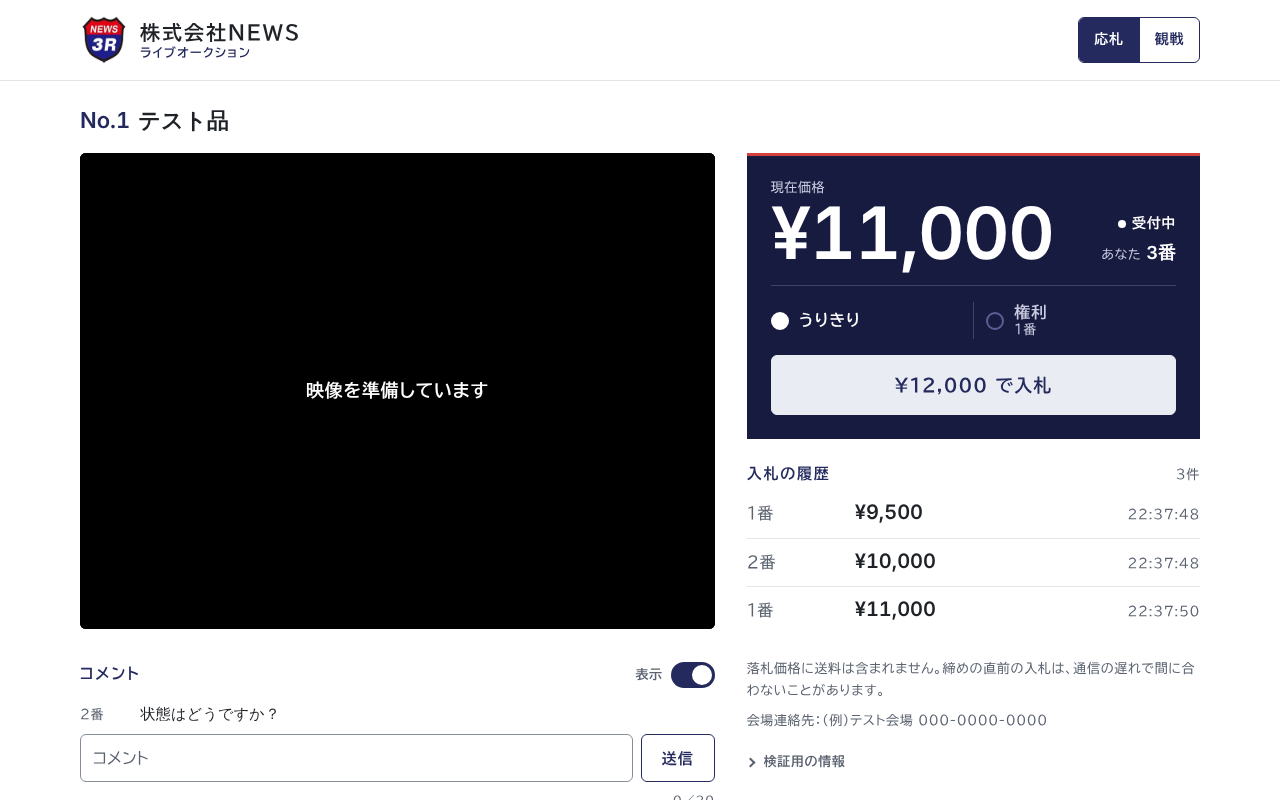 NEWS
3R
株式会社NEWS
ライブオークション
応札
観戦
No.1 テスト品
映像を準備しています
現在価格
¥11,000
受付中
あなた 3番
うりきり
権利
1番
¥12,000 で入札
入札の履歴
3件
1番 ¥9,500 22:37:48
2番 ¥10,000 22:37:48
1番 ¥11,000 22:37:50
コメント
表示
2番 状態はどうですか？
コメント
送信
0/20
落札価格に送料は含まれません。締めの直前の入札は、通信の遅れで間に合
わないことがあります。
会場連絡先：（例）テスト会場 000-0000-0000
検証用の情報